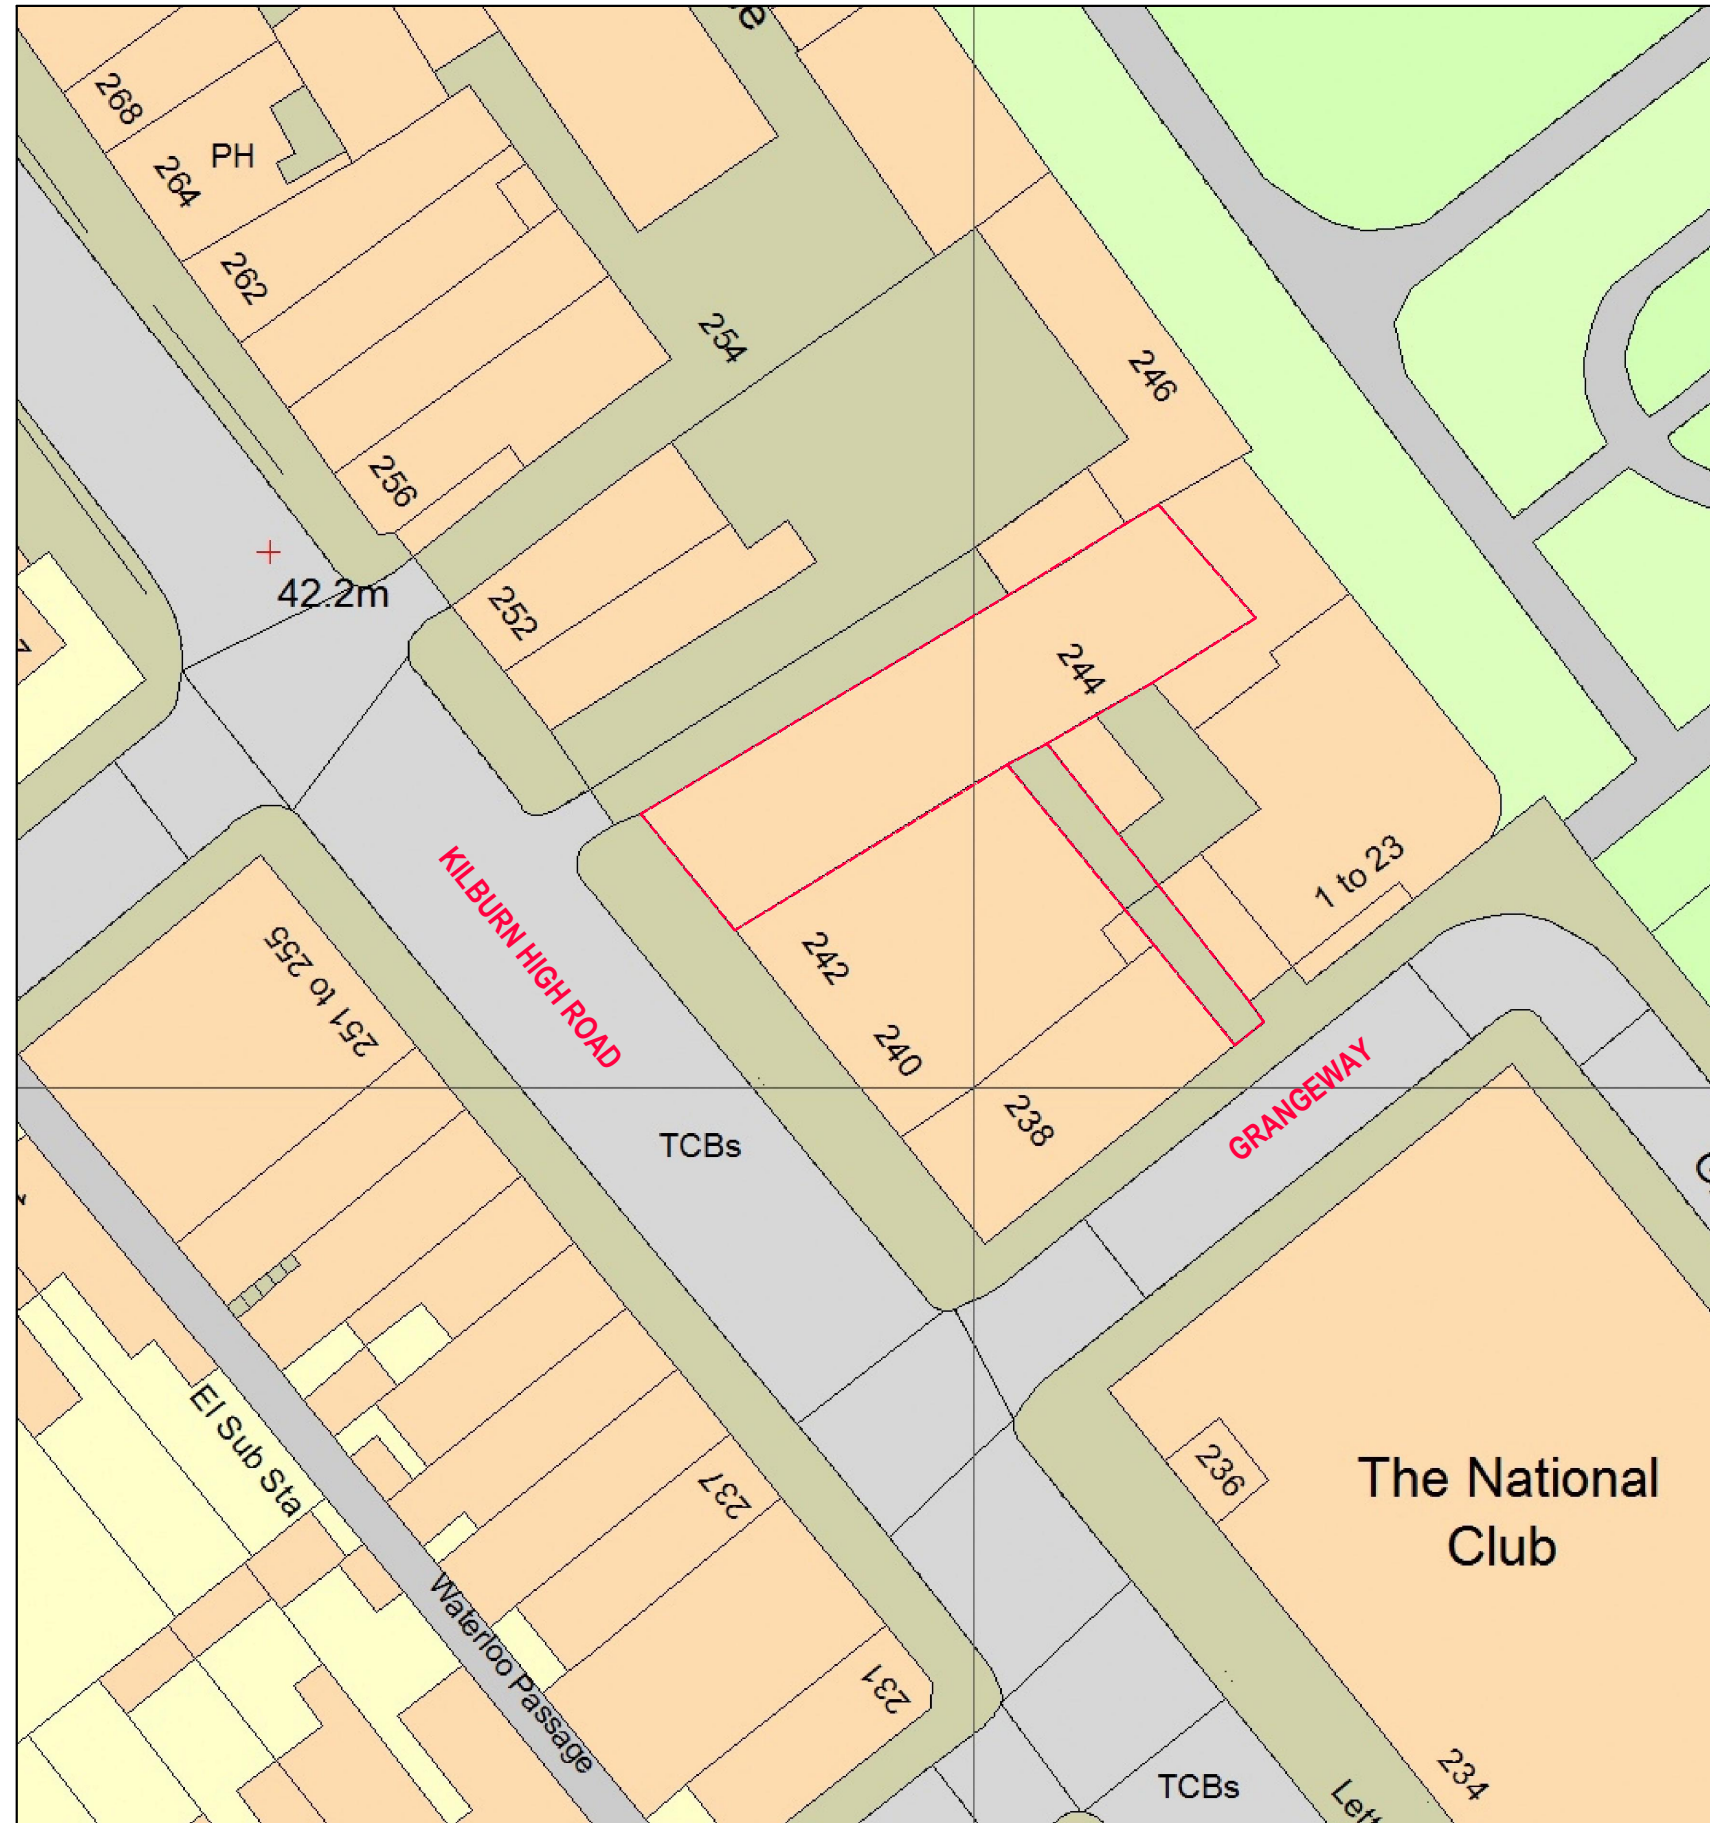 268
PH
264
262
254
246
256
42.2m
252
244
KILBURN HIGH ROAD
1 to 23
242
251 to 255
240
238
GRANGEWAY
TCBs
El Sub Sta
237
236
The National
Club
Waterloo Passage
231
234
TCBs